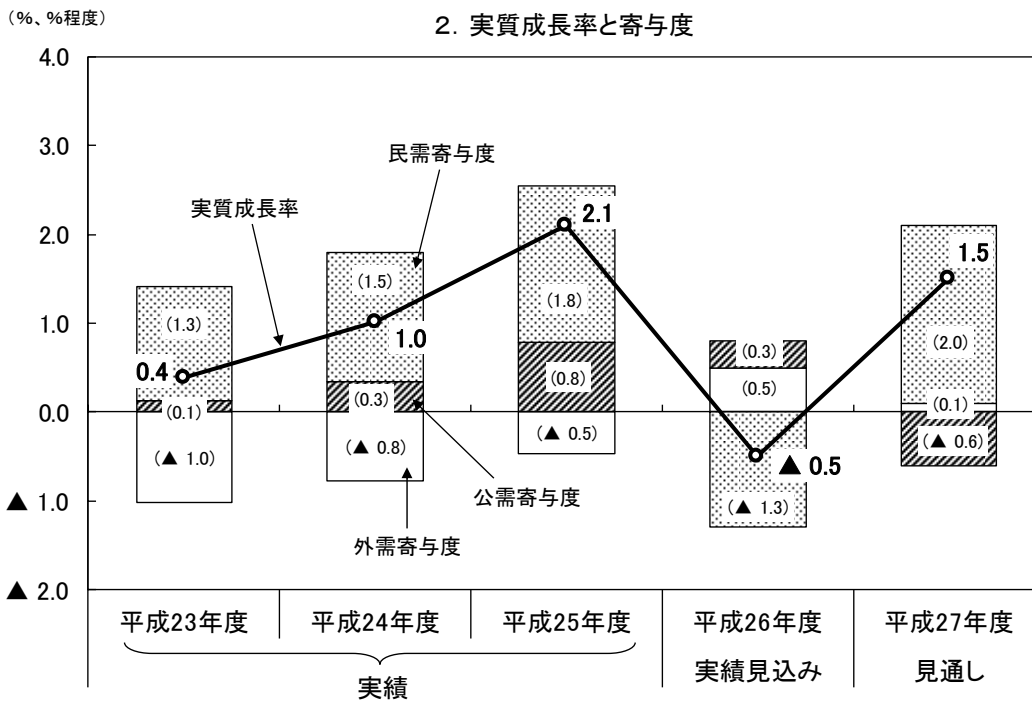 （％、％程度）
２．実質成長率と寄与度
4.0
3.0
2.0
1.0
0.0
▲ 1.0
▲ 2.0
民需寄与度
実質成長率
公需寄与度
外需寄与度
0.4
1.0
2.1
▲ 0.5
1.5
（1.3）
（0.1）
（▲ 1.0）
（1.5）
（0.3）
（▲ 0.8）
（1.8）
（0.8）
（▲ 0.5）
（0.3）
（0.5）
（▲ 1.3）
（2.0）
（0.1）
（▲ 0.6）
平成23年度
平成24年度
平成25年度
平成26年度
平成27年度
実績
実績見込み
見通し